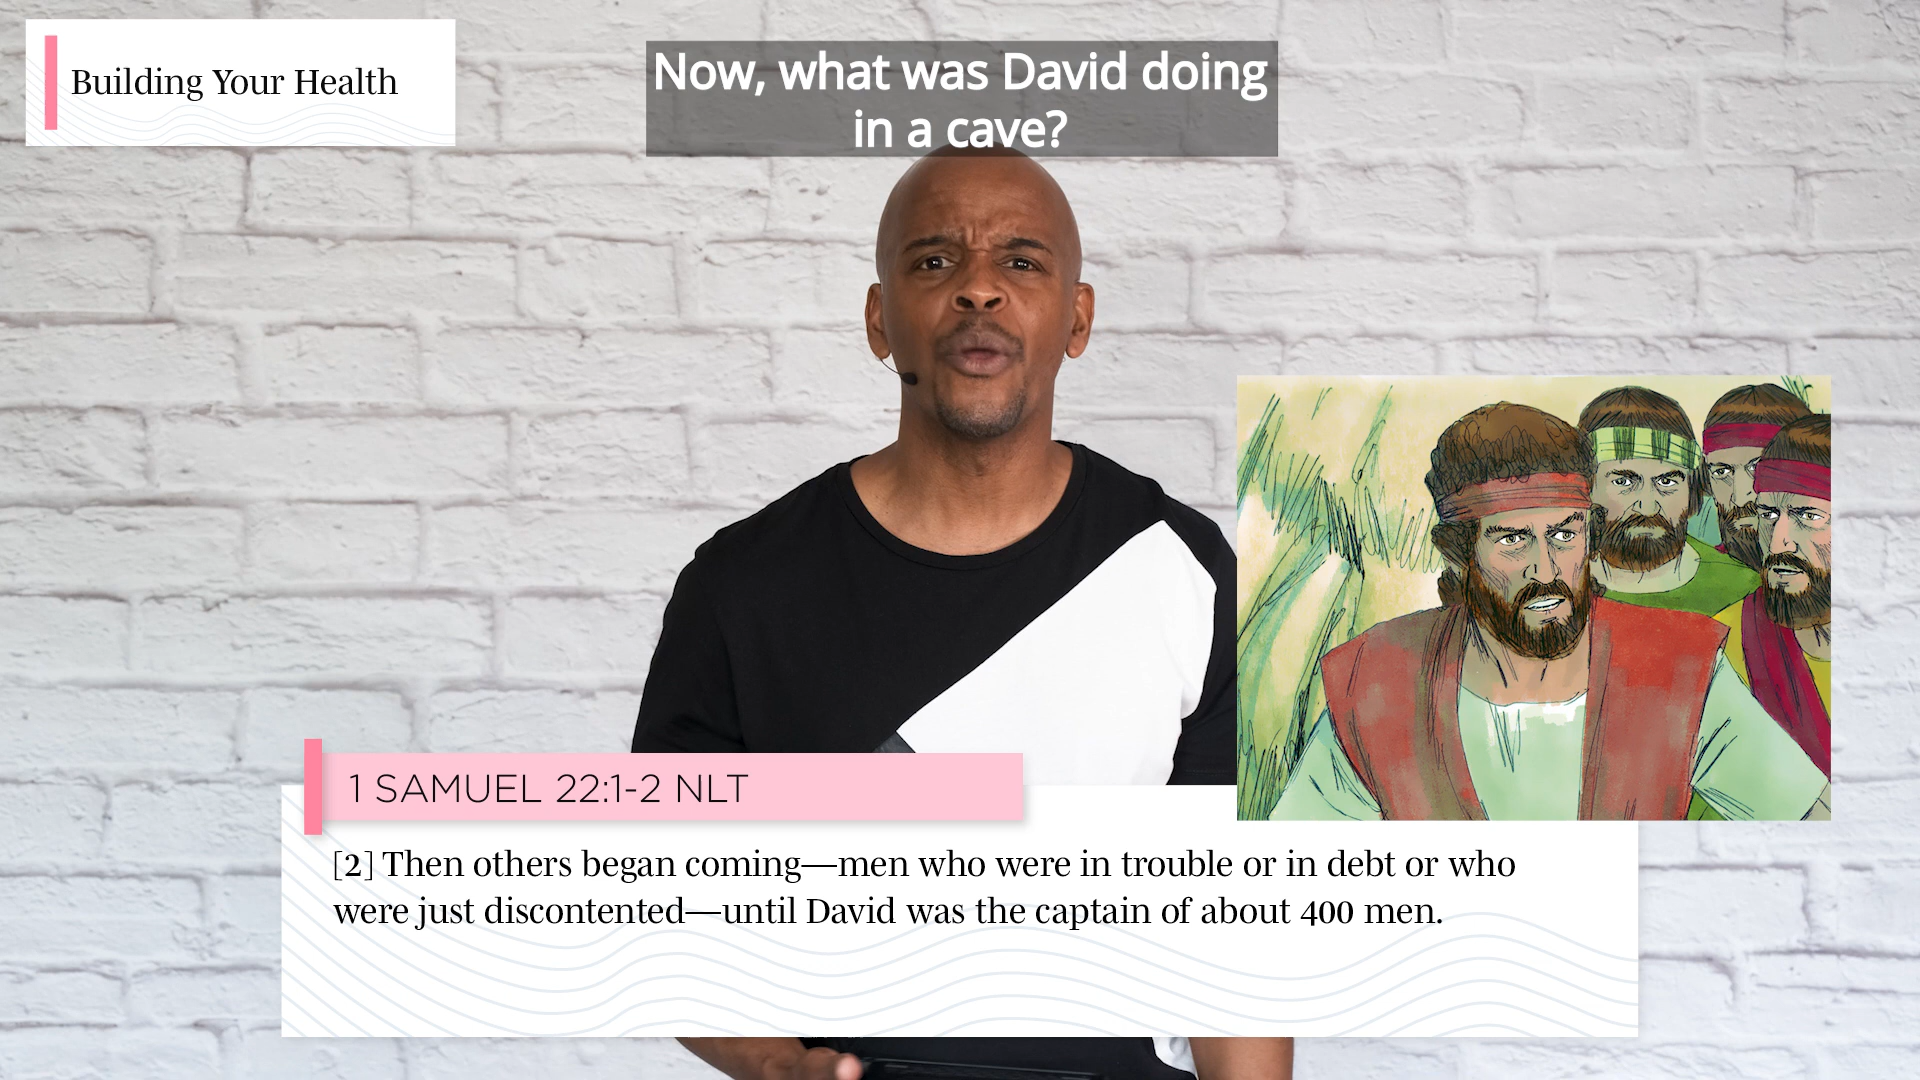 Building Your Health
Now, what was David doing
in a cave?
1 SAMUEL 22:1-2 NLT
[2] Then others began coming—men who were in trouble or in debt or who
were just discontented—until David was the captain of about 400 men.